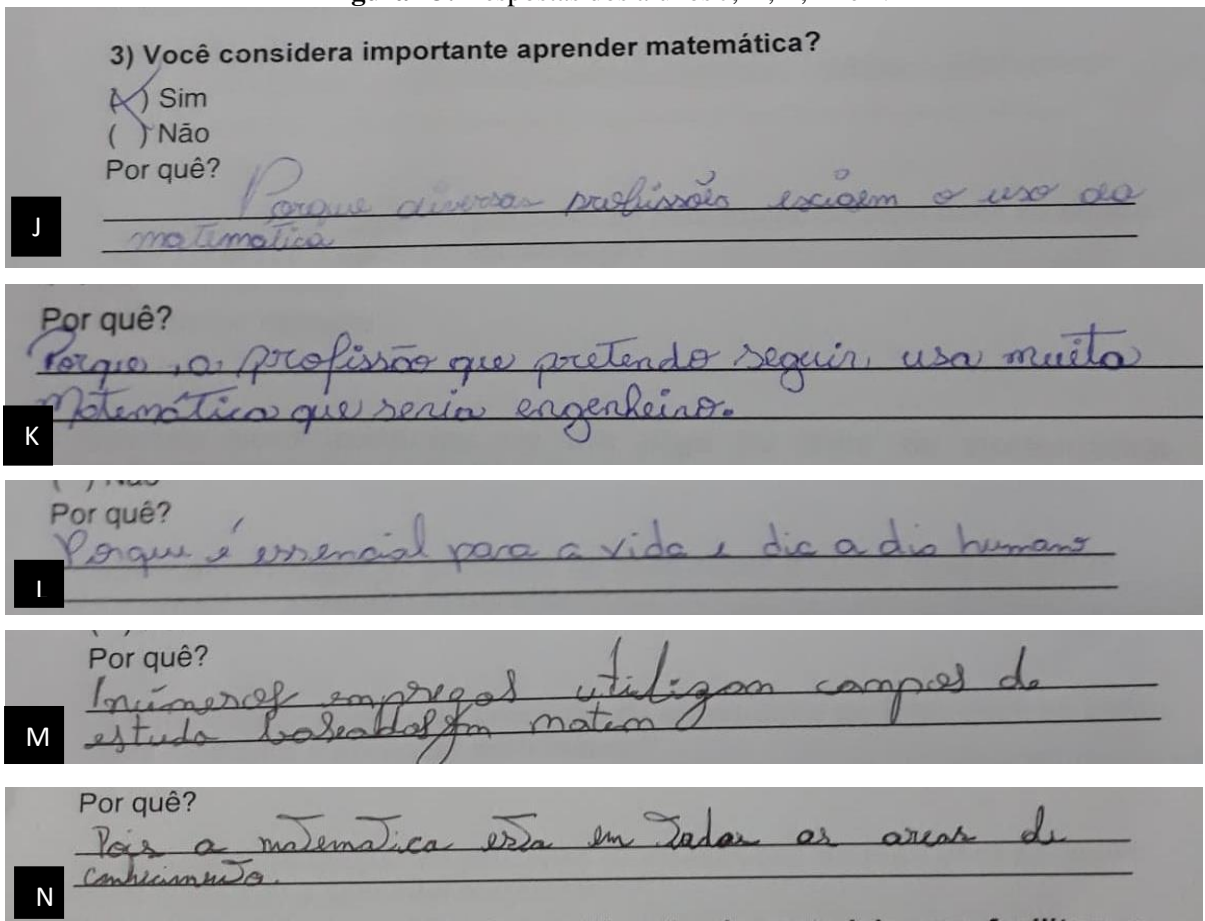 3) Você considera importante aprender matemática?
(X) Sim
( ) Não
Por quê?
Porque diversas profissões exigem o uso da
matemática
J
Por quê?
Porque, a profissão que pretendo seguir, usa muita
Matemática que seria engenheiro.
K
Por quê?
Porque é essencial para a vida e dia a dia humano
I
Por quê?
Inúmeros empregos utilizam campos de
estudo baseados em matem
M
Por quê?
Pois a matematica esta em todas as areas de
conhecimento.
N